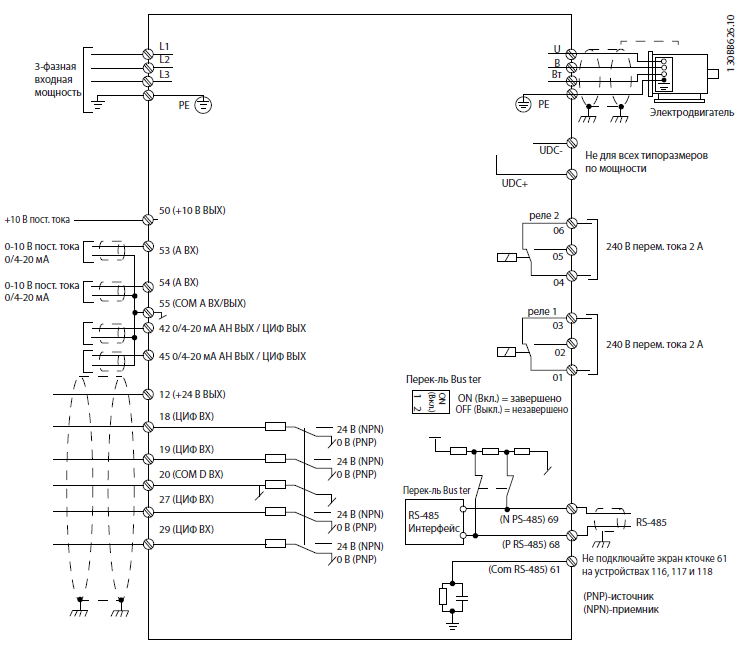 130BB626.10
3-фазная
входная
мощность
L1
L2
L3
PE
U
В
Вт
PE
Электродвигатель
UDC-
UDC+
Не для всех типоразмеров
по мощности
+10 В пост. тока
50 (+10 В ВЫХ)
0-10 В пост. тока
0/4-20 мА
53 (А ВХ)
0-10 В пост. тока
0/4-20 мА
54 (А ВХ)
55 (COM А ВХ/ВЫХ)
42 0/4-20 мА АН ВЫХ / ЦИФ ВЫХ
45 0/4-20 мА АН ВЫХ / ЦИФ ВЫХ
12 (+24 В ВЫХ)
18 (ЦИФ ВХ)
19 (ЦИФ ВХ)
20 (COM D ВХ)
27 (ЦИФ ВХ)
29 (ЦИФ ВХ)
24 В (NPN)
0 В (PNP)
24 В (NPN)
0 В (PNP)
24 В (NPN)
0 В (PNP)
24 В (NPN)
0 В (PNP)
реле 2
06
05
04
240 В перем. тока 2 А
реле 1
03
02
01
240 В перем. тока 2 А
Перек-ль Bus ter
ON
(Вкл.)
1 2
ON (Вкл.) = завершено
OFF (Выкл.) = незавершено
Перек-ль Bus ter
RS-485
Интерфейс
(N PS-485) 69
(P RS-485) 68
(Com RS-485) 61
RS-485
Не подключайте экран кточке 61
на устройствах 116, 117 и 118
(PNP)-источник
(NPN)-приемник